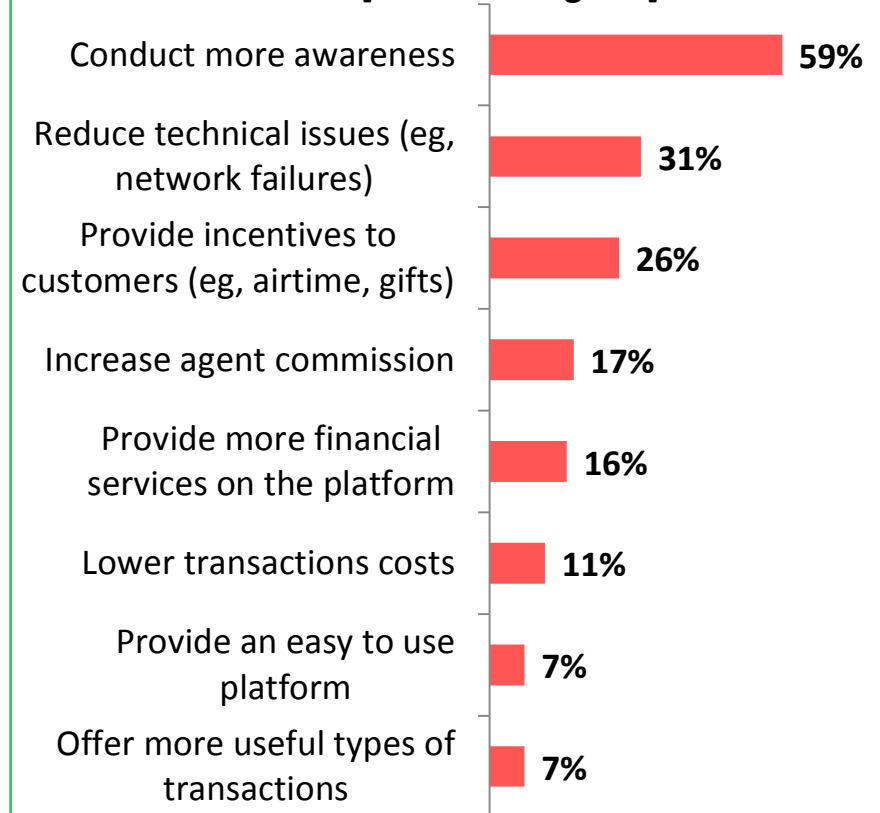 Conduct more awareness
59%
Reduce technical issues (eg,
network failures)
31%
Provide incentives to
customers (eg, airtime, gifts)
26%
Increase agent commission
17%
Provide more financial
services on the platform
16%
Lower transactions costs
11%
Provide an easy to use
platform
7%
Offer more useful types of
transactions
7%